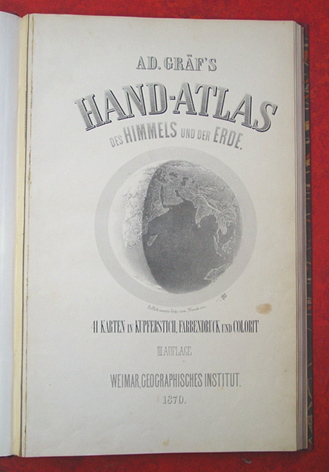 AD. GRÄF'S
HAND-ATLAS
DES HIMMELS UND DER ERDE.
41 KARTEN IN KUPFERSTICH, FARBENDRUCK UND COLORIT
III AUFLAGE
WEIMAR, GEOGRAPHISCHES INSTITUT.
1870.